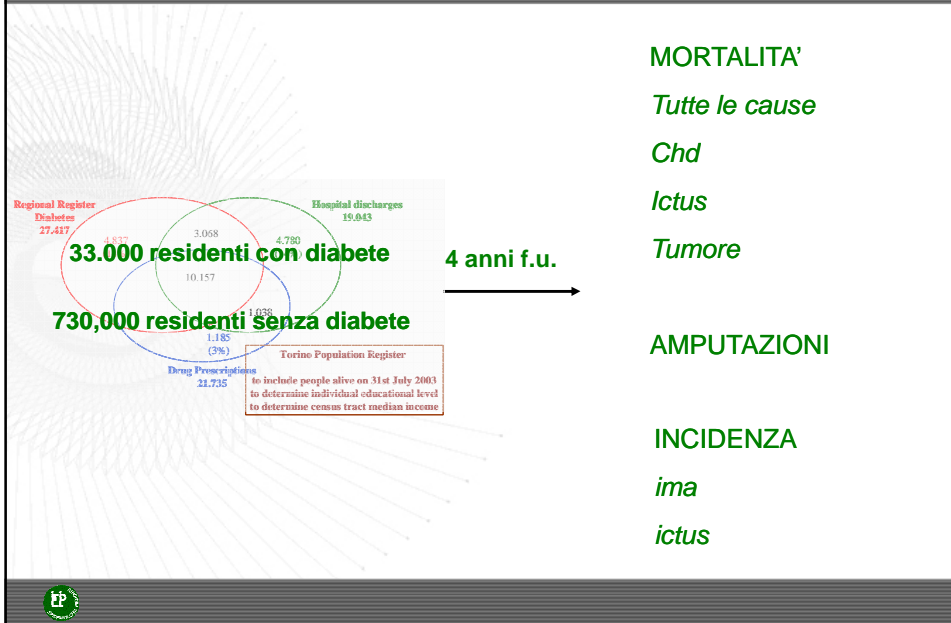 MORTALITA'
Tutte le cause
Chd
Ictus
Tumore
AMPUTAZIONI
INCIDENZA
ima
ictus
4 anni f.u.
33.000 residenti con diabete
730,000 residenti senza diabete
Regional Register
Diabetes
27.417
Hospital discharges
19.043
4.837
3.068
4.780
10.157
1.038
1.185
(3%)
Drug Prescriptions
21.735
Torino Population Register
to include people alive on 31st July 2003
to determine individual educational level
to determine census tract median income